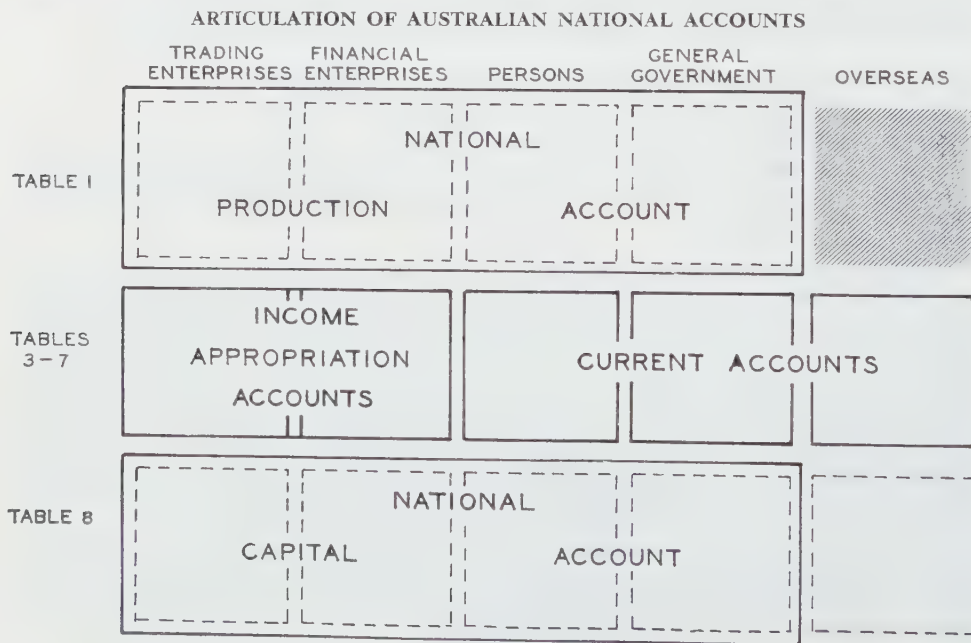 ARTICULATION OF AUSTRALIAN NATIONAL ACCOUNTS
TRADING ENTERPRISES
FINANCIAL ENTERPRISES
PERSONS
GENERAL GOVERNMENT
OVERSEAS
TABLE I
NATIONAL
PRODUCTION ACCOUNT
TABLES
3-7
INCOME
APPROPRIATION
ACCOUNTS
CURRENT ACCOUNTS
TABLE 8
NATIONAL
CAPITAL ACCOUNT